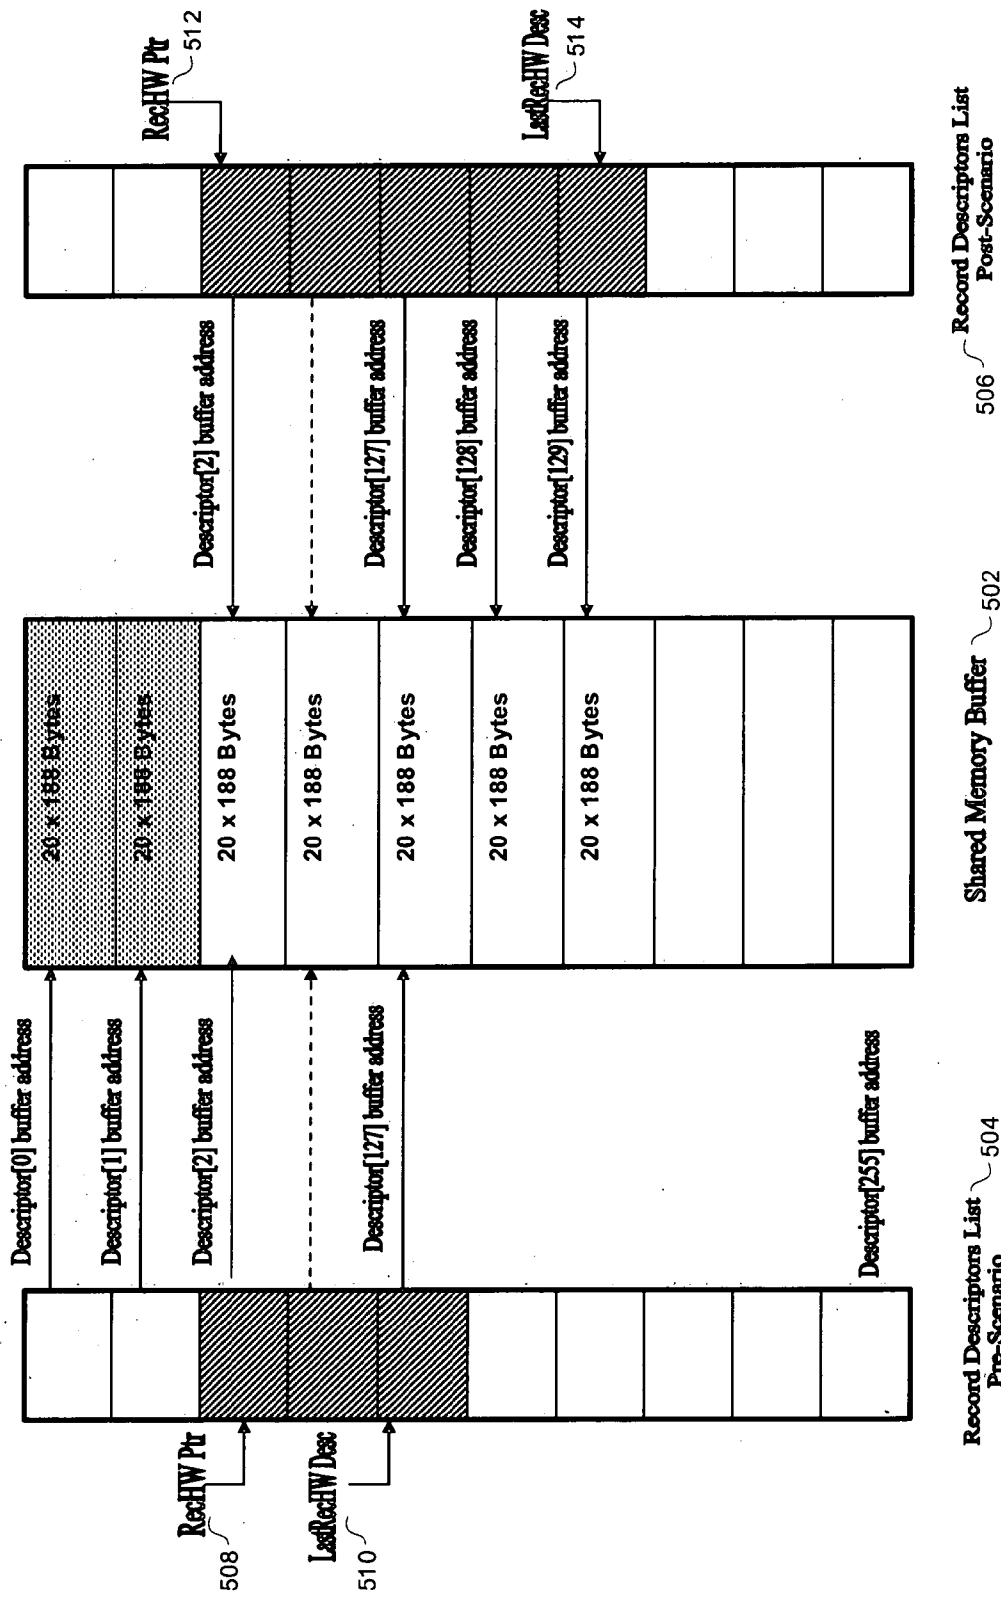 RecHW Ptr
508
LastRecHW Desc
510
Record Descriptors List
Pre-Scenario
504
Descriptor[0] buffer address
Descriptor[1] buffer address
Descriptor[2] buffer address
Descriptor[127] buffer address
Descriptor[255] buffer address
20 x 188 Bytes
20 x 188 Bytes
20 x 188 Bytes
20 x 188 Bytes
20 x 188 Bytes
20 x 188 Bytes
20 x 188 Bytes
Shared Memory Buffer
502
Descriptor[2] buffer address
Descriptor[127] buffer address
Descriptor[128] buffer address
Descriptor[129] buffer address
RecHW Ptr
512
LastRecHW Desc
514
506
Record Descriptors List
Post-Scenario